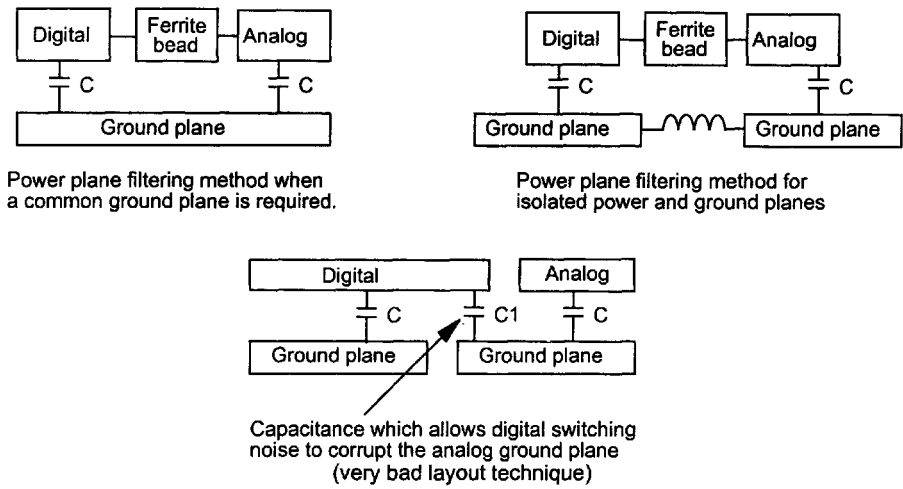 Digital
Ferrite
bead
Analog
C
C
Ground plane
Power plane filtering method when
a common ground plane is required.
Digital
Ferrite
bead
Analog
C
C
Ground plane
Ground plane
Power plane filtering method for
isolated power and ground planes
Digital
Analog
C
C1
C
Ground plane
Ground plane
Capacitance which allows digital switching
noise to corrupt the analog ground plane
(very bad layout technique)